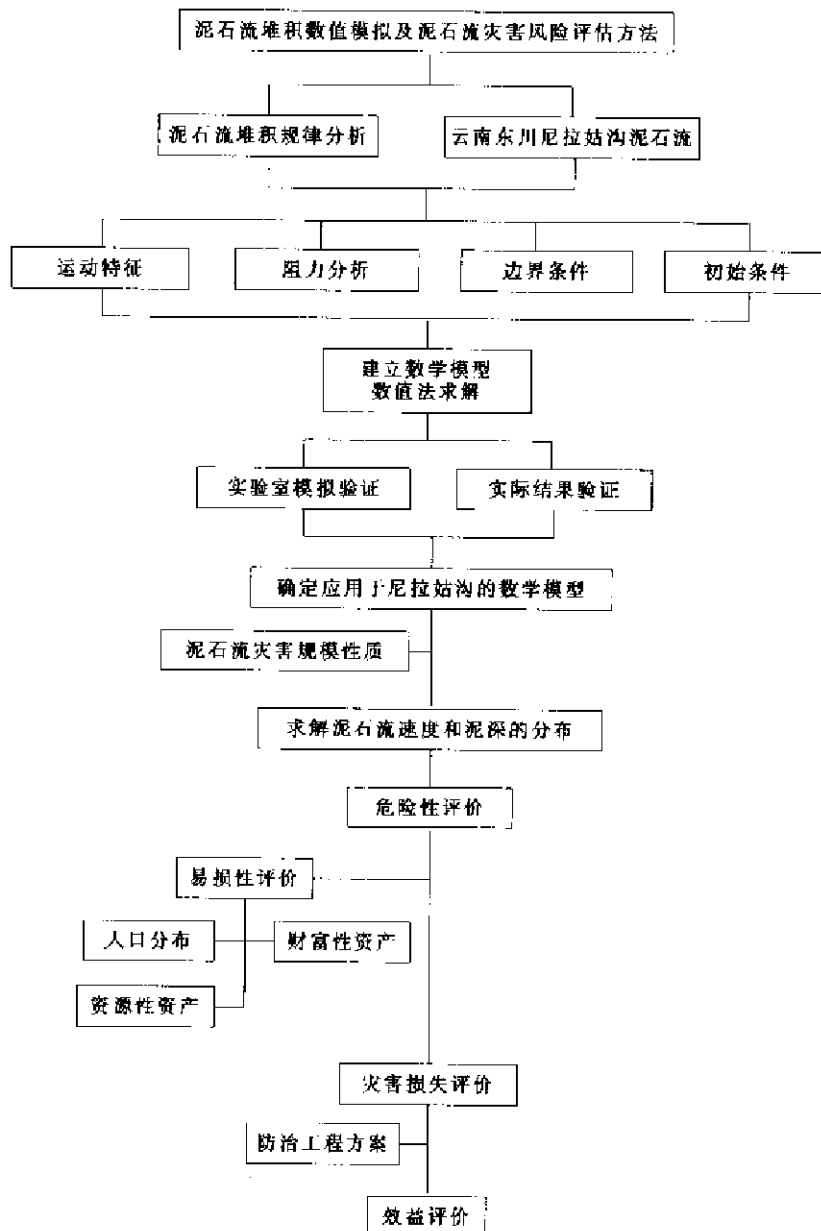 泥石流堆积数值模拟及泥石流灾害风险评估方法
泥石流堆积规律分析
云南东川尼拉姑沟泥石流
运动特征
阻力分析
边界条件
初始条件
建立数学模型
数值法求解
实验室模拟验证
实际结果验证
确定应用于尼拉姑沟的数学模型
泥石流灾害规模性质
求解泥石流速度和泥深的分布
危险性评价
易损性评价
人口分布
财富性资产
资源性资产
灾害损失评价
防治工程方案
效益评价